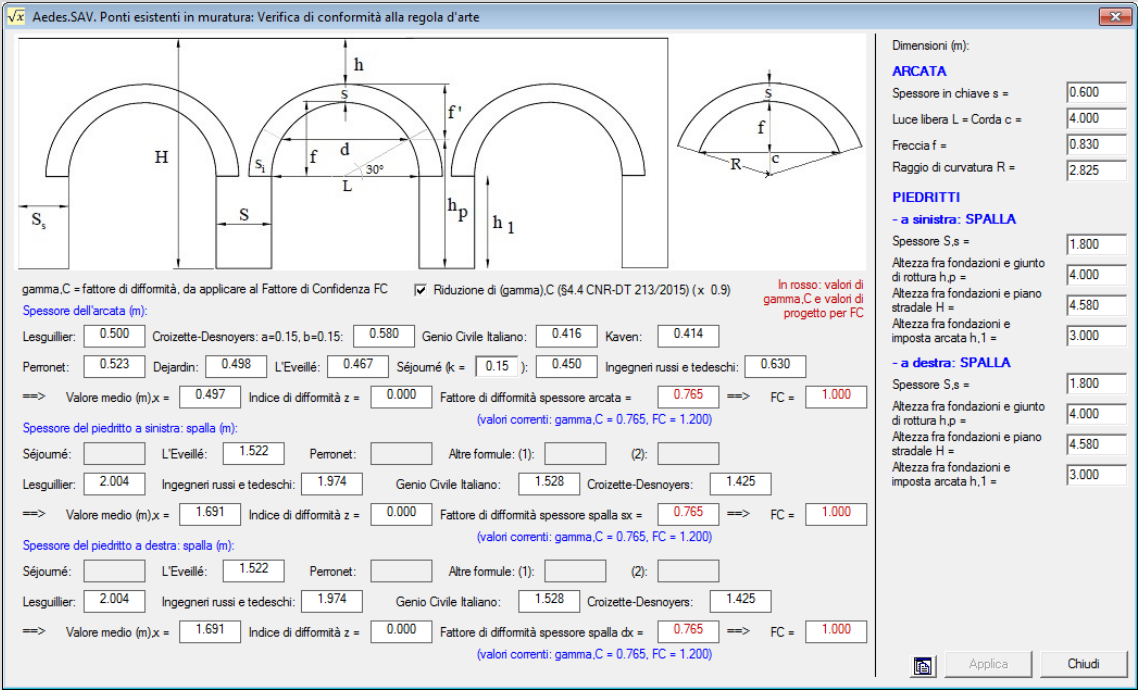 √x Aedes.SAV. Ponti esistenti in muratura: Verifica di conformità alla regola d'arte
h
s
f'
H
f
d
si
30°
L
Ss
S
hp
h1
s
f
R
c
gamma,C = fattore di difformità, da applicare al Fattore di Confidenza FC
Riduzione di (gamma),C (§4.4 CNR-DT 213/2015) ( x 0.9)
In rosso: valori di
gamma,C e valori di
progetto per FC
Spessore dell'arcata (m):
Lesguillier: 0.500 Croizette-Desnoyers: a=0.15, b=0.15: 0.580 Genio Civile Italiano: 0.416 Kaven: 0.414
Perronet: 0.523 Dejardin: 0.498 L'Eveillé: 0.467 Séjourné (k = 0.15 ): 0.450 Ingegneri russi e tedeschi: 0.630
==> Valore medio (m),x = 0.497 Indice di difformità z = 0.000 Fattore di difformità spessore arcata = 0.765 ==> FC = 1.000
(valori correnti: gamma,C = 0.765, FC = 1.200)
Spessore del piedritto a sinistra: spalla (m):
Séjourné: L'Eveillé: 1.522 Perronet: Altre formule: (1): (2):
Lesguillier: 2.004 Ingegneri russi e tedeschi: 1.974 Genio Civile Italiano: 1.528 Croizette-Desnoyers: 1.425
==> Valore medio (m),x = 1.691 Indice di difformità z = 0.000 Fattore di difformità spessore spalla sx = 0.765 ==> FC = 1.000
(valori correnti: gamma,C = 0.765, FC = 1.200)
Spessore del piedritto a destra: spalla (m):
Séjourné: L'Eveillé: 1.522 Perronet: Altre formule: (1): (2):
Lesguillier: 2.004 Ingegneri russi e tedeschi: 1.974 Genio Civile Italiano: 1.528 Croizette-Desnoyers: 1.425
==> Valore medio (m),x = 1.691 Indice di difformità z = 0.000 Fattore di difformità spessore spalla dx = 0.765 ==> FC = 1.000
(valori correnti: gamma,C = 0.765, FC = 1.200)
Dimensioni (m):
ARCATA
Spessore in chiave s = 0.600
Luce libera L = Corda c = 4.000
Freccia f = 0.830
Raggio di curvatura R = 2.825
PIEDRITTI
- a sinistra: SPALLA
Spessore S,s = 1.800
Altezza fra fondazioni e giunto
di rottura h,p = 4.000
Altezza fra fondazioni e piano
stradale H = 4.580
Altezza fra fondazioni e
imposta arcata h,1 = 3.000
- a destra: SPALLA
Spessore S,s = 1.800
Altezza fra fondazioni e giunto
di rottura h,p = 4.000
Altezza fra fondazioni e piano
stradale H = 4.580
Altezza fra fondazioni e
imposta arcata h,1 = 3.000
Applica
Chiudi